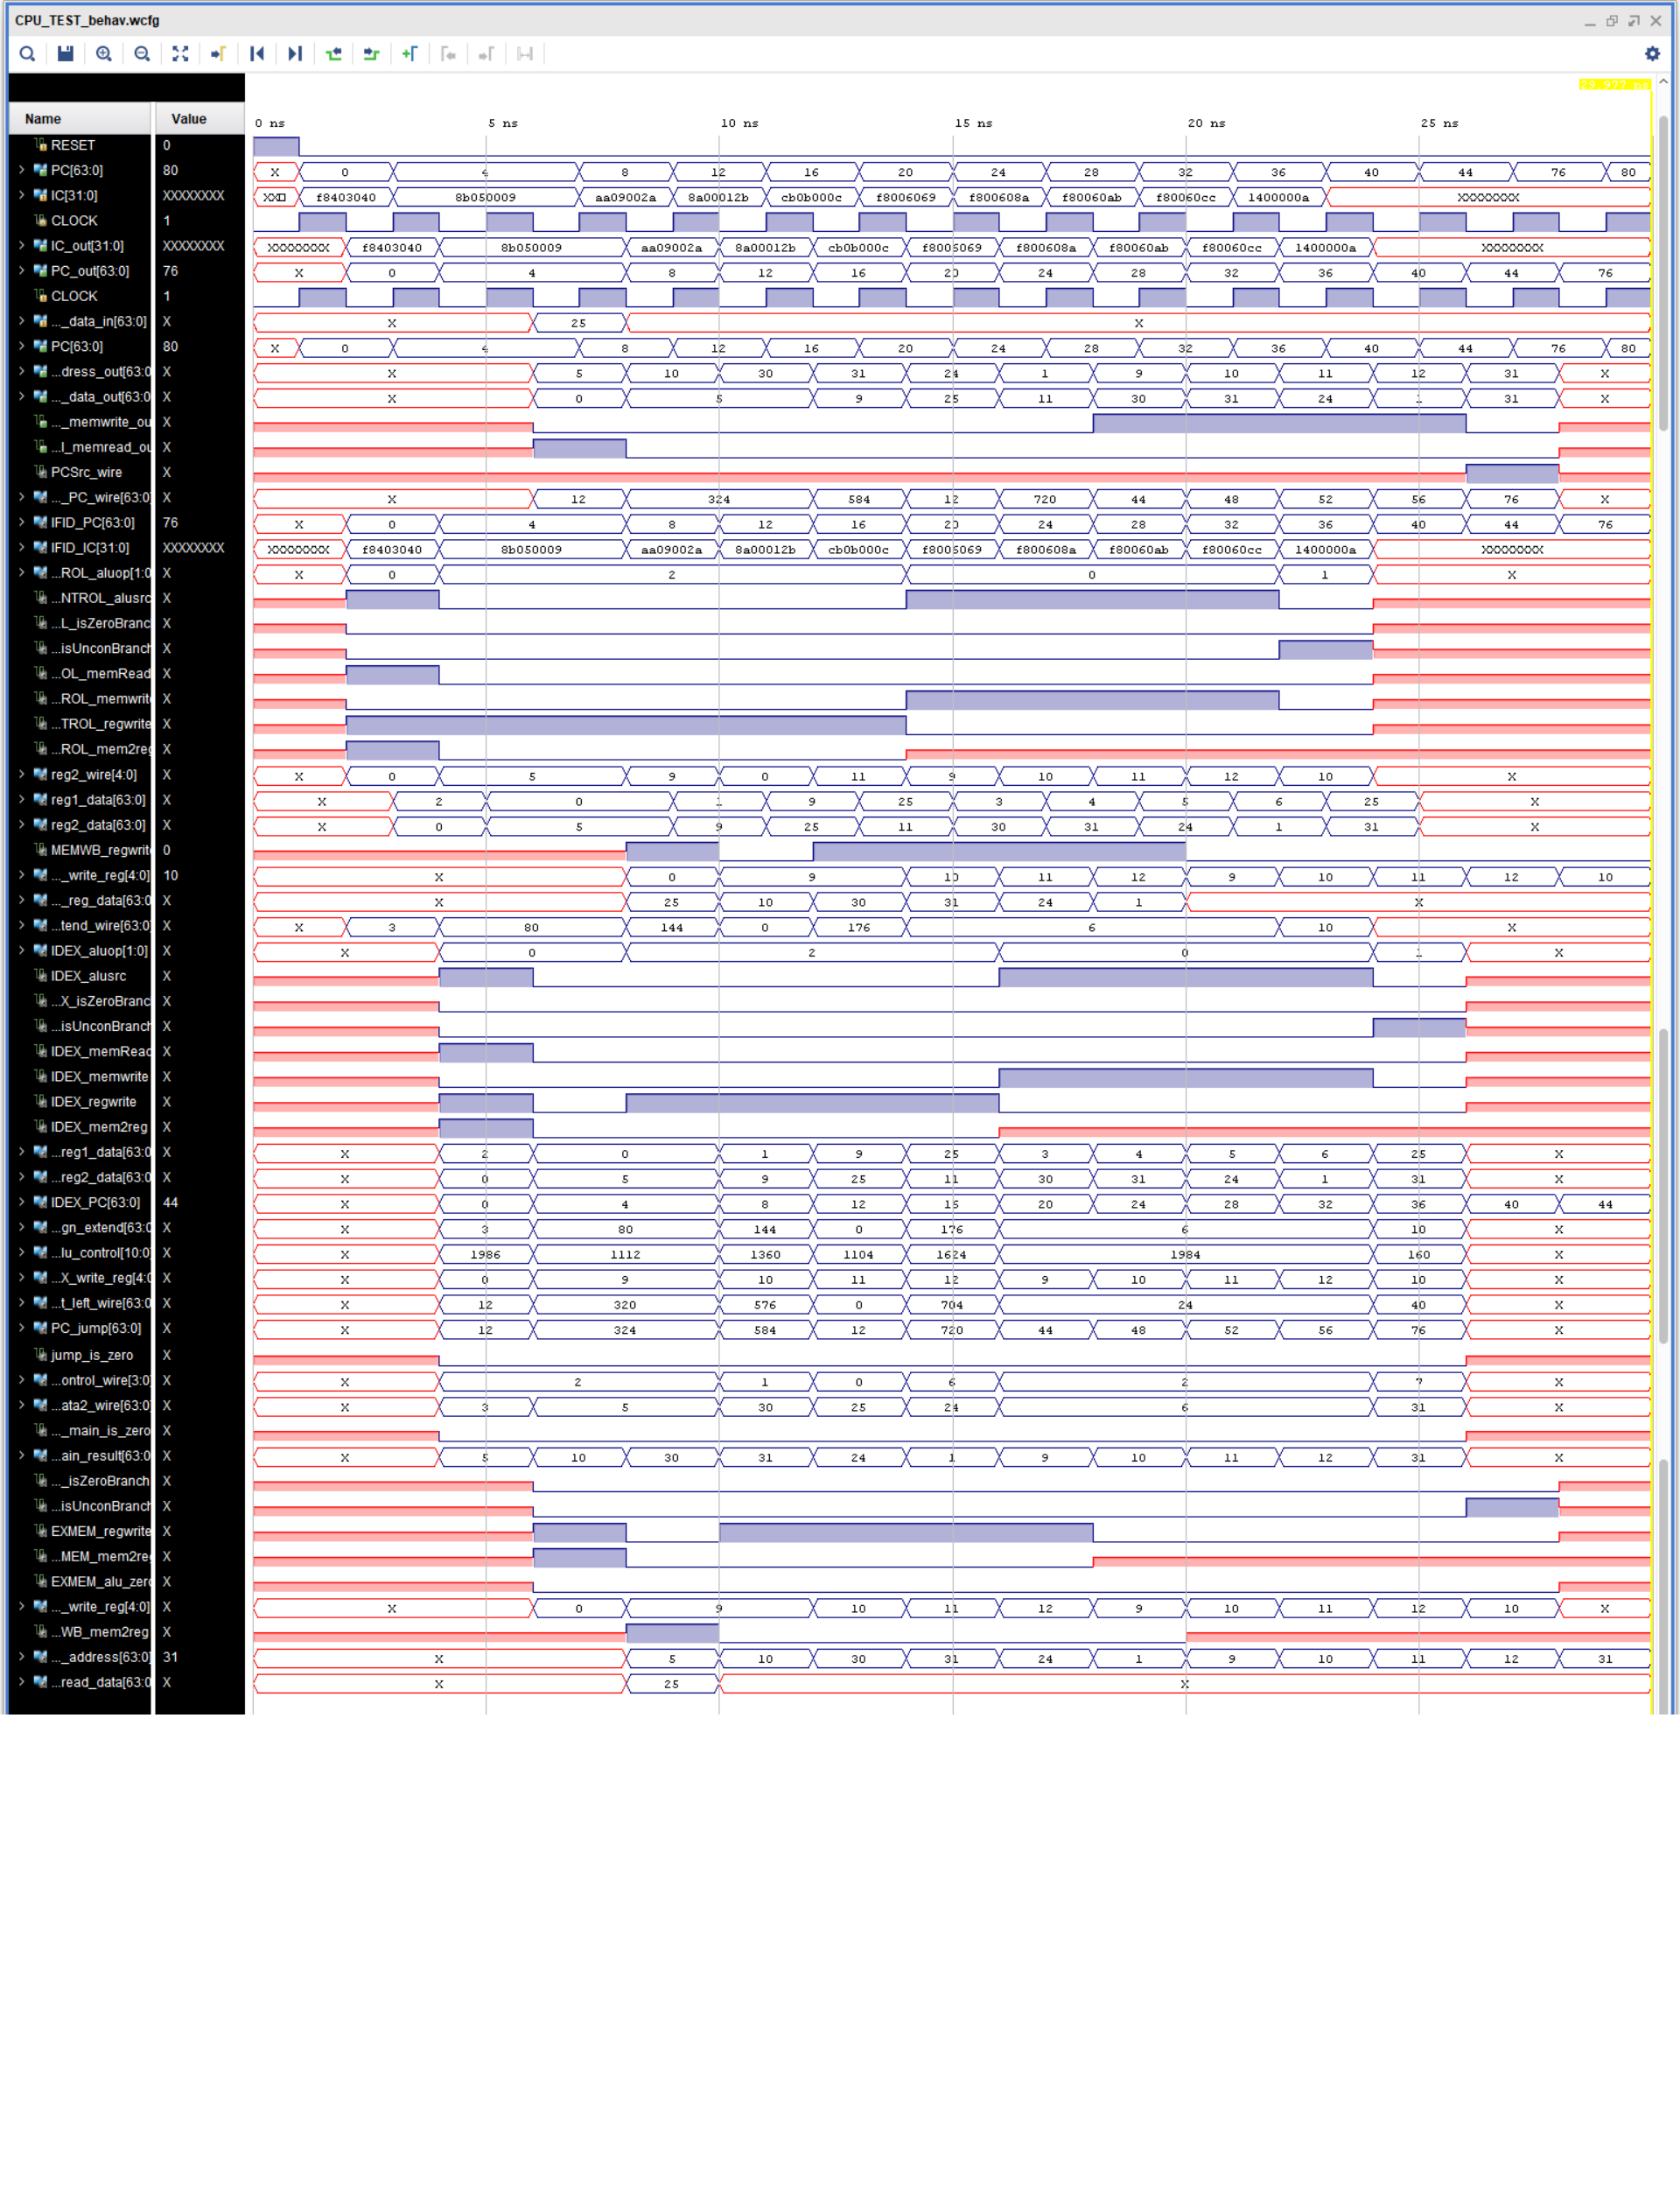 CPU_TEST_behav.wcfg
Name Value 0 ns 5 ns 10 ns 15 ns 20 ns 25 ns
RESET 0
PC[63:0] 80 X 0 4 8 12 16 20 24 28 32 36 40 44 76 80
IC[31:0] XXXXXXXX f8403040 8b050009 aa09002a 8a00012b cb0b000c f8006069 f800608a f80060ab f80060cc 1400000a XXXXXXXX
CLOCK 1
IC_out[31:0] XXXXXXXX XXXXXXXX f8403040 8b050009 aa09002a 8a00012b cb0b000c f8006069 f800608a f80060ab f80060cc 1400000a XXXXXXXX
PC_out[63:0] 76 X 0 4 8 12 16 20 24 28 32 36 40 44 76
CLOCK 1
..._data_in[63:0] X X 25 X
PC[63:0] 80 X 0 4 8 12 16 20 24 28 32 36 40 44 76 80
...dress_out[63:0 X X 5 10 30 31 24 1 9 10 11 12 31 X
..._data_out[63:0 X X 0 5 9 25 11 30 31 24 1 31 X
..._memwrite_ou X
...l_memread_ou X
PCSrc_wire X
..._PC_wire[63:0 X X 12 324 584 12 720 44 48 52 56 76 X
IFID_PC[63:0] 76 X 0 4 8 12 16 20 24 28 32 36 40 44 76
IFID_IC[31:0] XXXXXXXX XXXXXXXX f8403040 8b050009 aa09002a 8a00012b cb0b000c f8006069 f800608a f80060ab f80060cc 1400000a XXXXXXXX
...ROL_aluop[1:0 X X 0 2 0 1 X
...NTROL_alusrc X
...L_isZeroBranc X
...isUnconBranch X
...OL_memRead X
...ROL_memwrit X
...TROL_regwrite X
...ROL_mem2reg X
reg2_wire[4:0] X X 0 5 9 0 11 9 10 11 12 10 X
reg1_data[63:0] X X 2 0 1 9 25 3 4 5 6 25 X
reg2_data[63:0] X X 0 5 9 25 11 30 31 24 1 31 X
MEMWB_regwrit 0
..._write_reg[4:0] 10 X 0 9 10 11 12 9 10 11 12 10
..._reg_data[63:0 X X 25 10 30 31 24 1 X
...tend_wire[63:0 X X 3 80 144 0 176 6 10 X
IDEX_aluop[1:0] X X 0 2 0 1 X
IDEX_alusrc X
...X_isZeroBranc X
...isUnconBranch X
IDEX_memReac X
IDEX_memwrite X
IDEX_regwrite X
IDEX_mem2reg X
...reg1_data[63:0 X X 2 0 1 9 25 3 4 5 6 25 X
...reg2_data[63:0 X X 0 5 9 25 11 30 31 24 1 31 X
IDEX_PC[63:0] 44 X 0 4 8 12 16 20 24 28 32 36 40 44
...gn_extend[63:0 X X 3 80 144 0 176 6 10 X
...lu_control[10:0 X X 1986 1112 1360 1104 1624 1984 160 X
...X_write_reg[4:0 X X 0 9 10 11 12 9 10 11 12 10 X
...t_left_wire[63:0 X X 12 320 576 0 704 24 40 X
PC_jump[63:0] X X 12 324 584 12 720 44 48 52 56 76 X
jump_is_zero X
...ontrol_wire[3:0 X X 2 1 0 6 2 7 X
...ata2_wire[63:0 X X 3 5 30 25 24 6 31 X
..._main_is_zero X
...ain_result[63:0 X X 5 10 30 31 24 1 9 10 11 12 31 X
..._isZeroBranch X
...isUnconBranch X
EXMEM_regwrite X
...MEM_mem2re X
EXMEM_alu_zer X
..._write_reg[4:0] X X 0 9 10 11 12 9 10 11 12 10 X
...WB_mem2reg X
..._address[63:0] 31 X 5 10 30 31 24 1 9 10 11 12 31
...read_data[63:0 X X 25 X